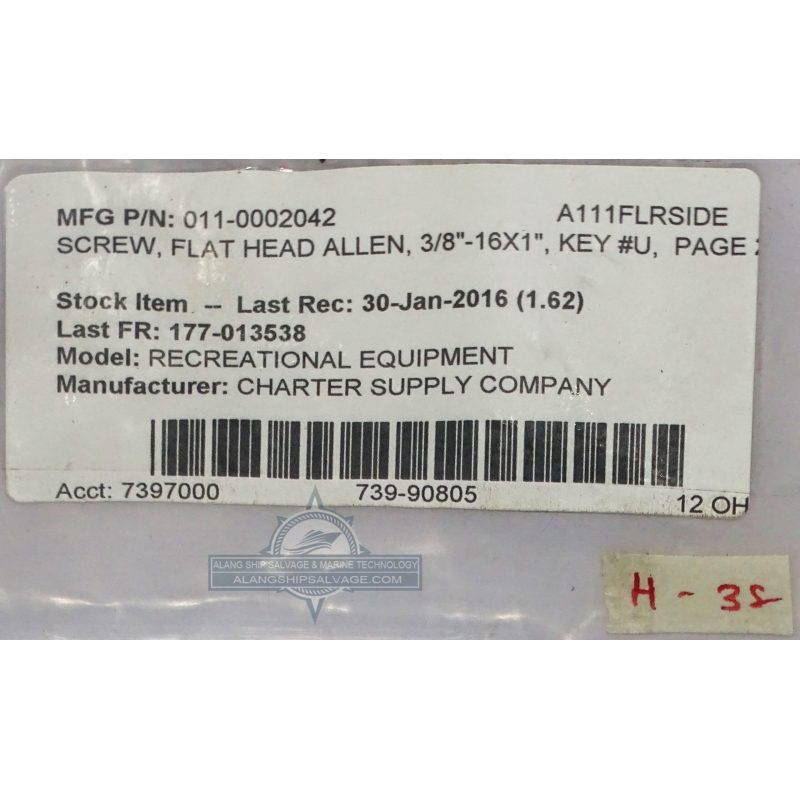 MFG P/N: 011-0002042 A111FLRSIDE
SCREW, FLAT HEAD ALLEN, 3/8"-16X1", KEY #U, PAGE
Stock Item -- Last Rec: 30-Jan-2016 (1.62)
Last FR: 177-013538
Model: RECREATIONAL EQUIPMENT
Manufacturer: CHARTER SUPPLY COMPANY
Acct: 7397000 739-90805 12 OH
ALANG SHIP SALVAGE & MARINE TECHNOLOGY
ALANGSHIPSALVAGE.COM
H -